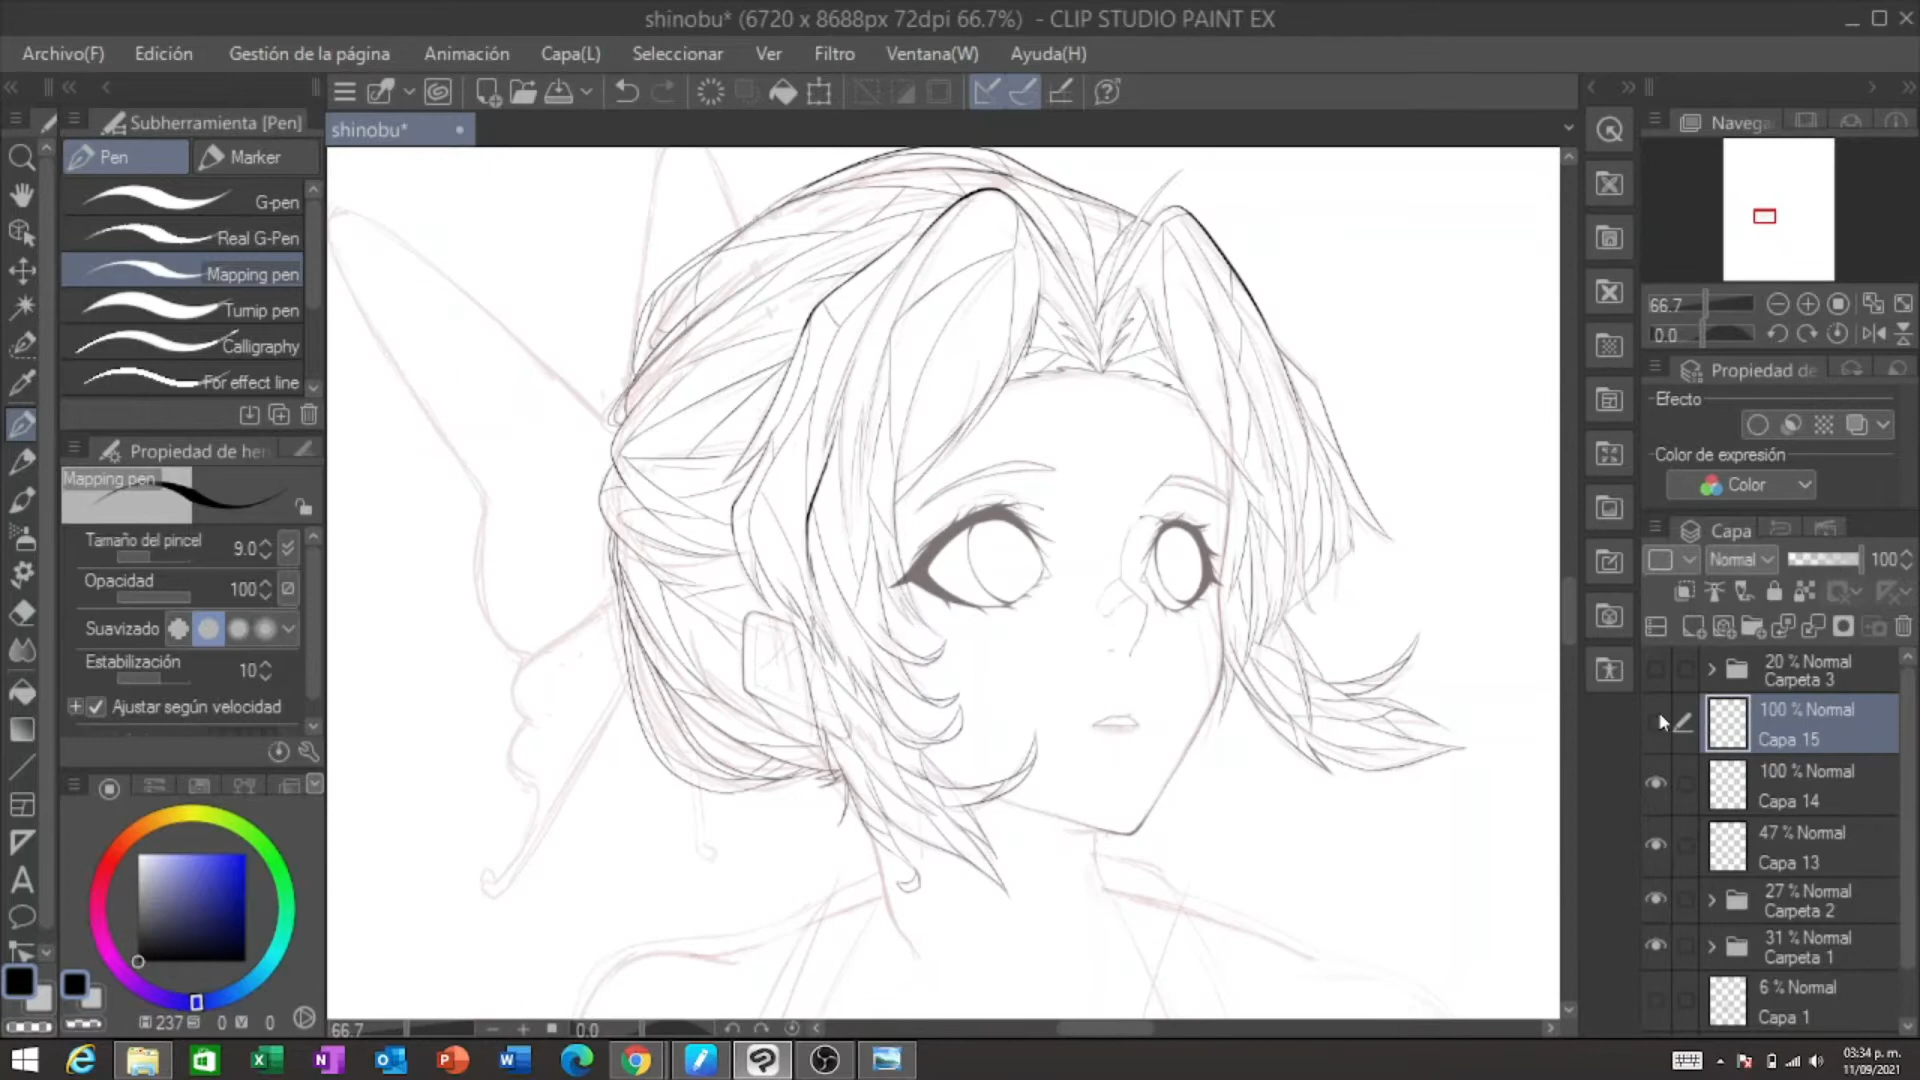 shinobu* (6720 x 8688px 72dpi 66.7%) - CLIP STUDIO PAINT EX
Archivo(F) Edición Gestión de la página Animación Capa(L) Seleccionar Ver Filtro Ventana(W) Ayuda(H)
Subherramienta [Pen]
shinobu*
Pen Marker
G-pen
Real G-Pen
Mapping pen
Turnip pen
Calligraphy
For effect line
Propiedad de her
Mapping pen
Tamaño del pincel 9.0
Opacidad 100
Suavizado
Estabilización 10
Ajustar según velocidad
H 237 S 0 V 0
66.7 0.0
Navega
66.7
0.0
Propiedad de
Efecto
Color de expresión
Color
Capa
Normal 100
20 % Normal
Carpeta 3
100 % Normal
Capa 15
100 % Normal
Capa 14
47 % Normal
Capa 13
27 % Normal
Carpeta 2
31 % Normal
Carpeta 1
6 % Normal
Capa 1
03:34 p. m.
11/09/2021